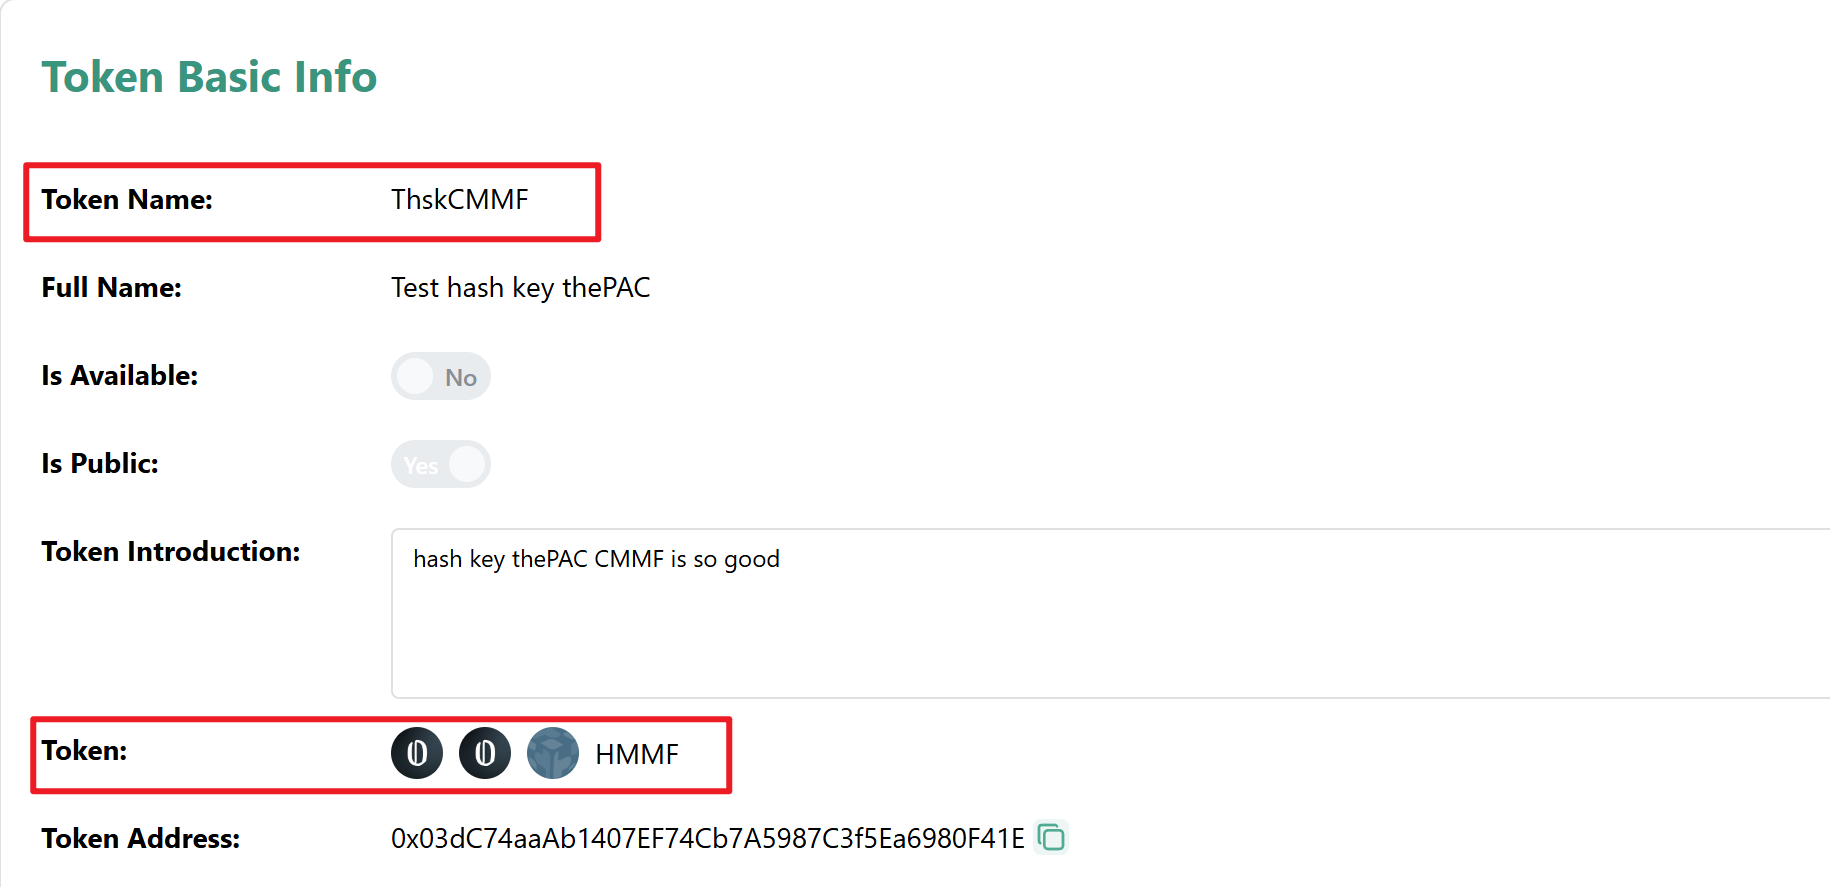 Token Basic Info
Token Name: ThskCMMF
Full Name: Test hash key thePAC
Is Available: No
Is Public: Yes
Token Introduction: hash key thePAC CMMF is so good
Token: HMMF
Token Address: 0x03dC74aaAb1407EF74Cb7A5987C3f5Ea6980F41E